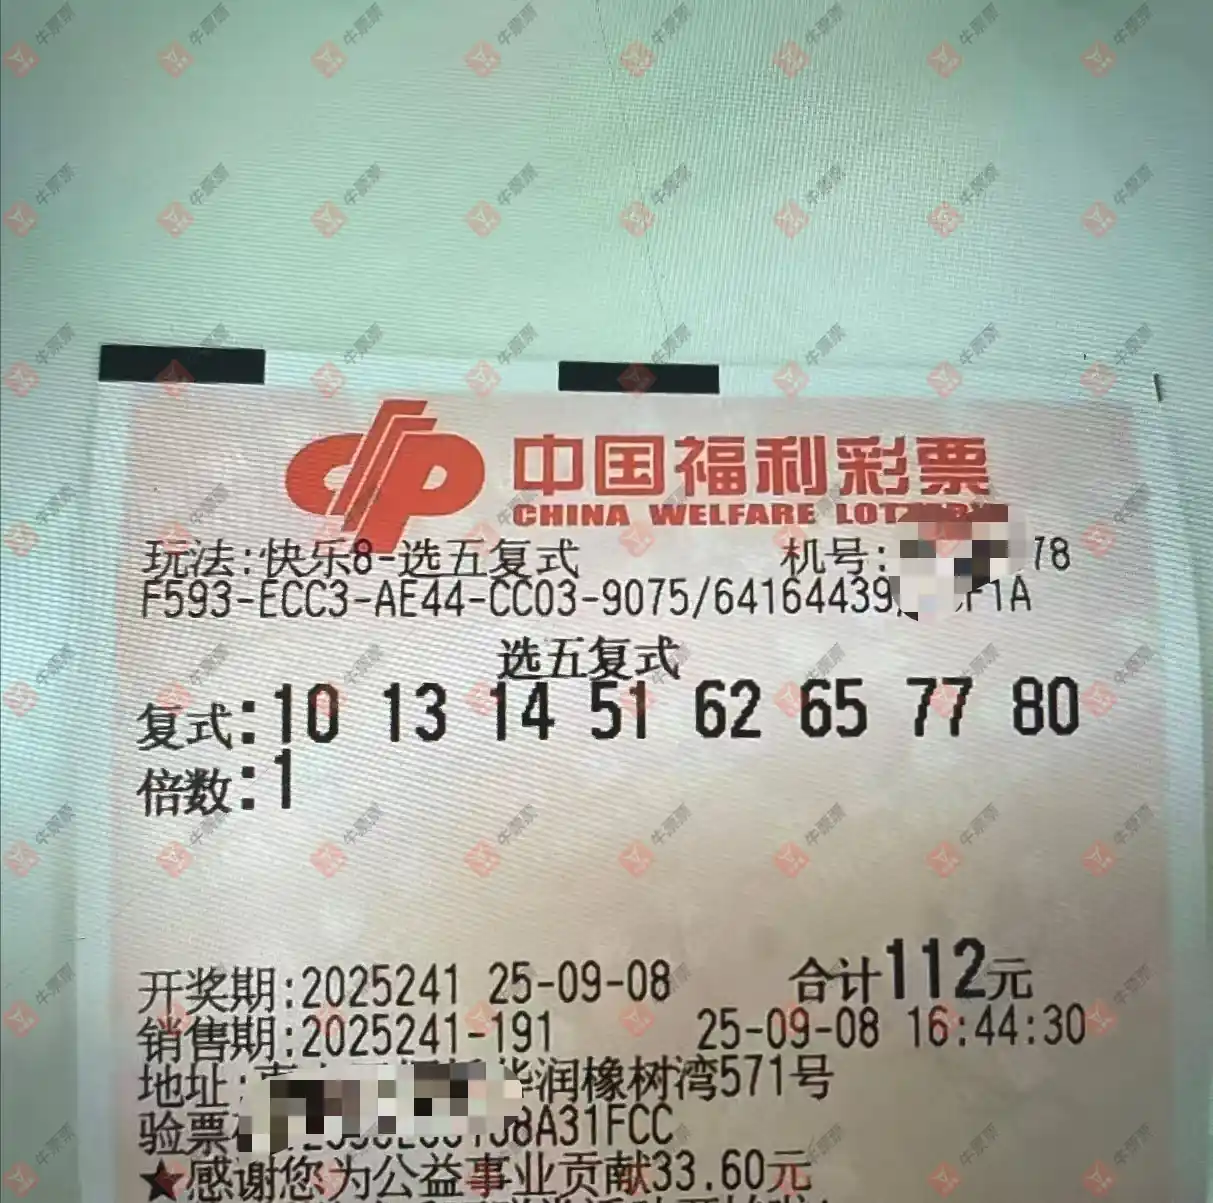 中国福利彩票
CHINA WELFARE
玩法:快乐8-选五复式 机号: 78
F593-ECC3-AE44-CC03-9075/64164439 F1A
选五复式
复式:10 13 14 51 62 65 77 80
倍数:1
开奖期:2025241 25-09-08 合计112元
销售期:2025241-191 25-09-08 16:44:30
地址: 华润橡树湾571号
验票 8A31FCC
★感谢您为公益事业贡献33.60元
牛票票